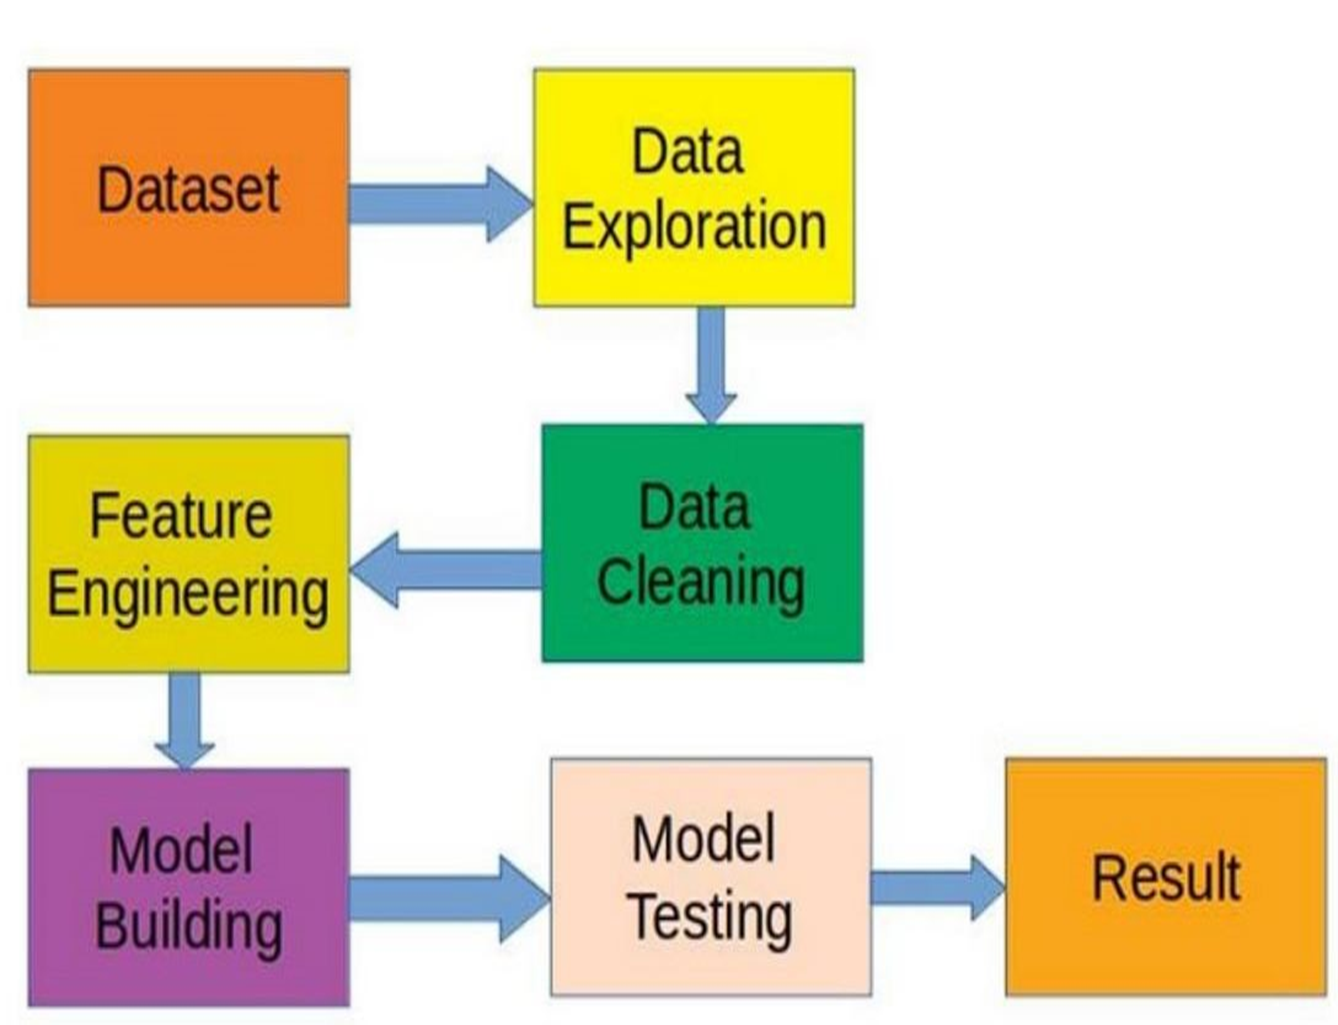 Dataset
Data
Exploration
Data
Cleaning
Feature
Engineering
Model
Building
Model
Testing
Result